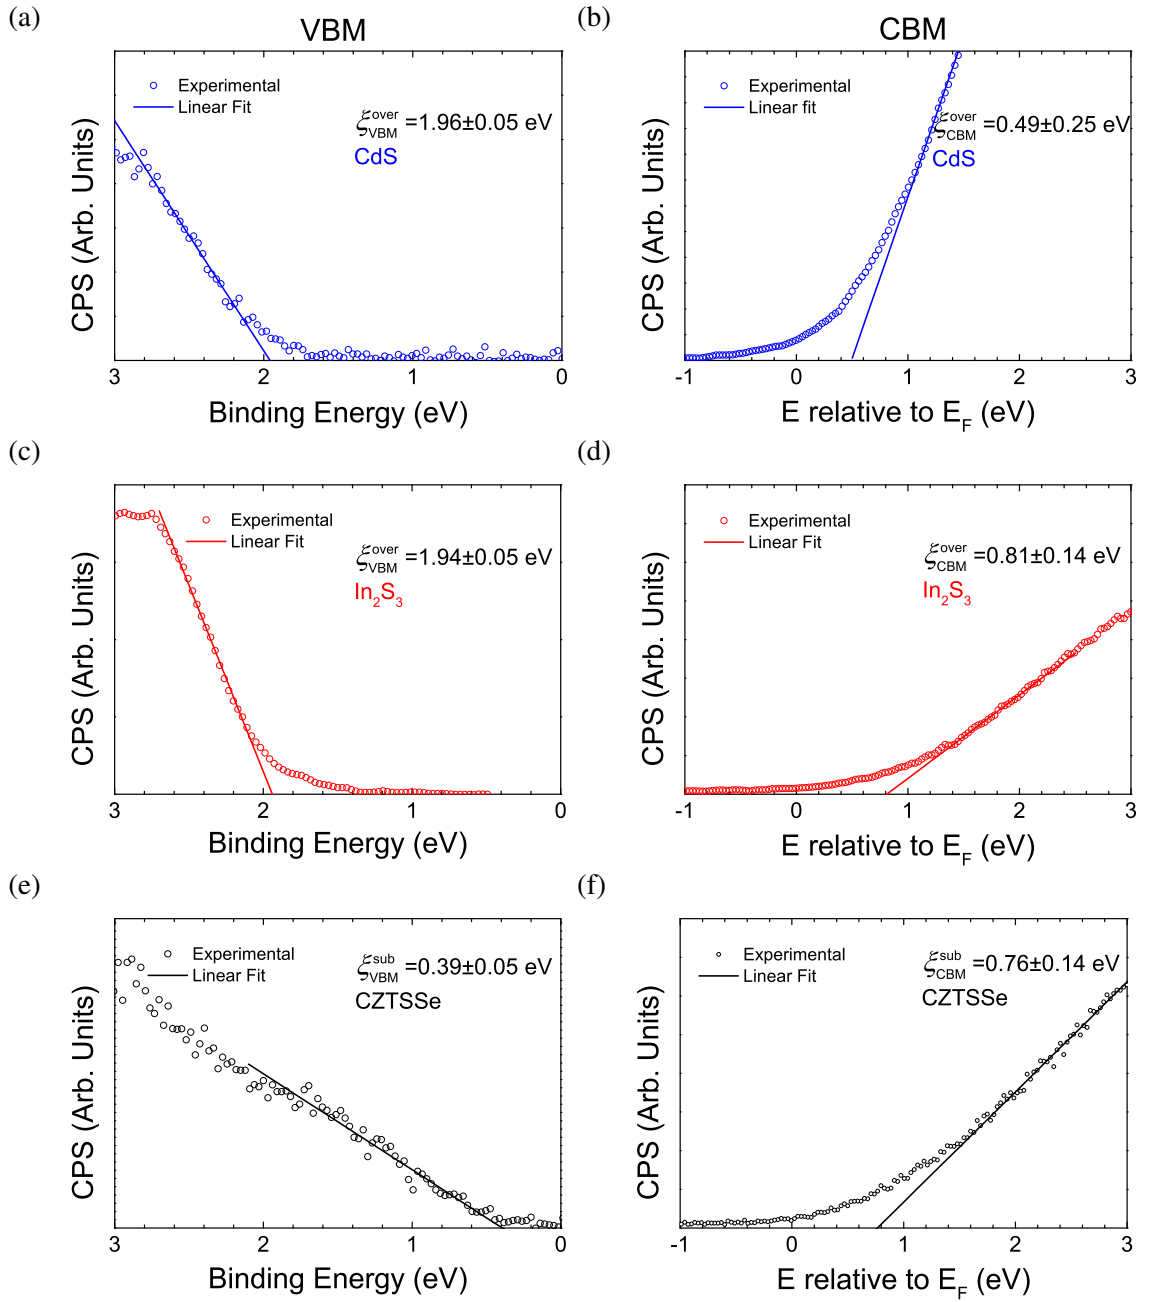 (a)
VBM
Experimental
Linear Fit
ξ^over_VBM =1.96±0.05 eV
CdS
CPS (Arb. Units)
3 2 1 0
Binding Energy (eV)
(b)
CBM
Experimental
Linear fit
ξ^over_CBM =0.49±0.25 eV
CdS
CPS (Arb. Units)
-1 0 1 2 3
E relative to E_F (eV)
(c)
Experimental
Linear Fit
ξ^over_VBM =1.94±0.05 eV
In₂S₃
CPS (Arb. Units)
3 2 1 0
Binding Energy (eV)
(d)
Experimental
Linear Fit
ξ^over_CBM =0.81±0.14 eV
In₂S₃
CPS (Arb. Units)
-1 0 1 2 3
E relative to E_F (eV)
(e)
Experimental
Linear Fit
ξ^sub_VBM =0.39±0.05 eV
CZTSSe
CPS (Arb. Units)
3 2 1 0
Binding Energy (eV)
(f)
Experimental
Linear Fit
ξ^sub_CBM =0.76±0.14 eV
CZTSSe
CPS (Arb. Units)
-1 0 1 2 3
E relative to E_F (eV)